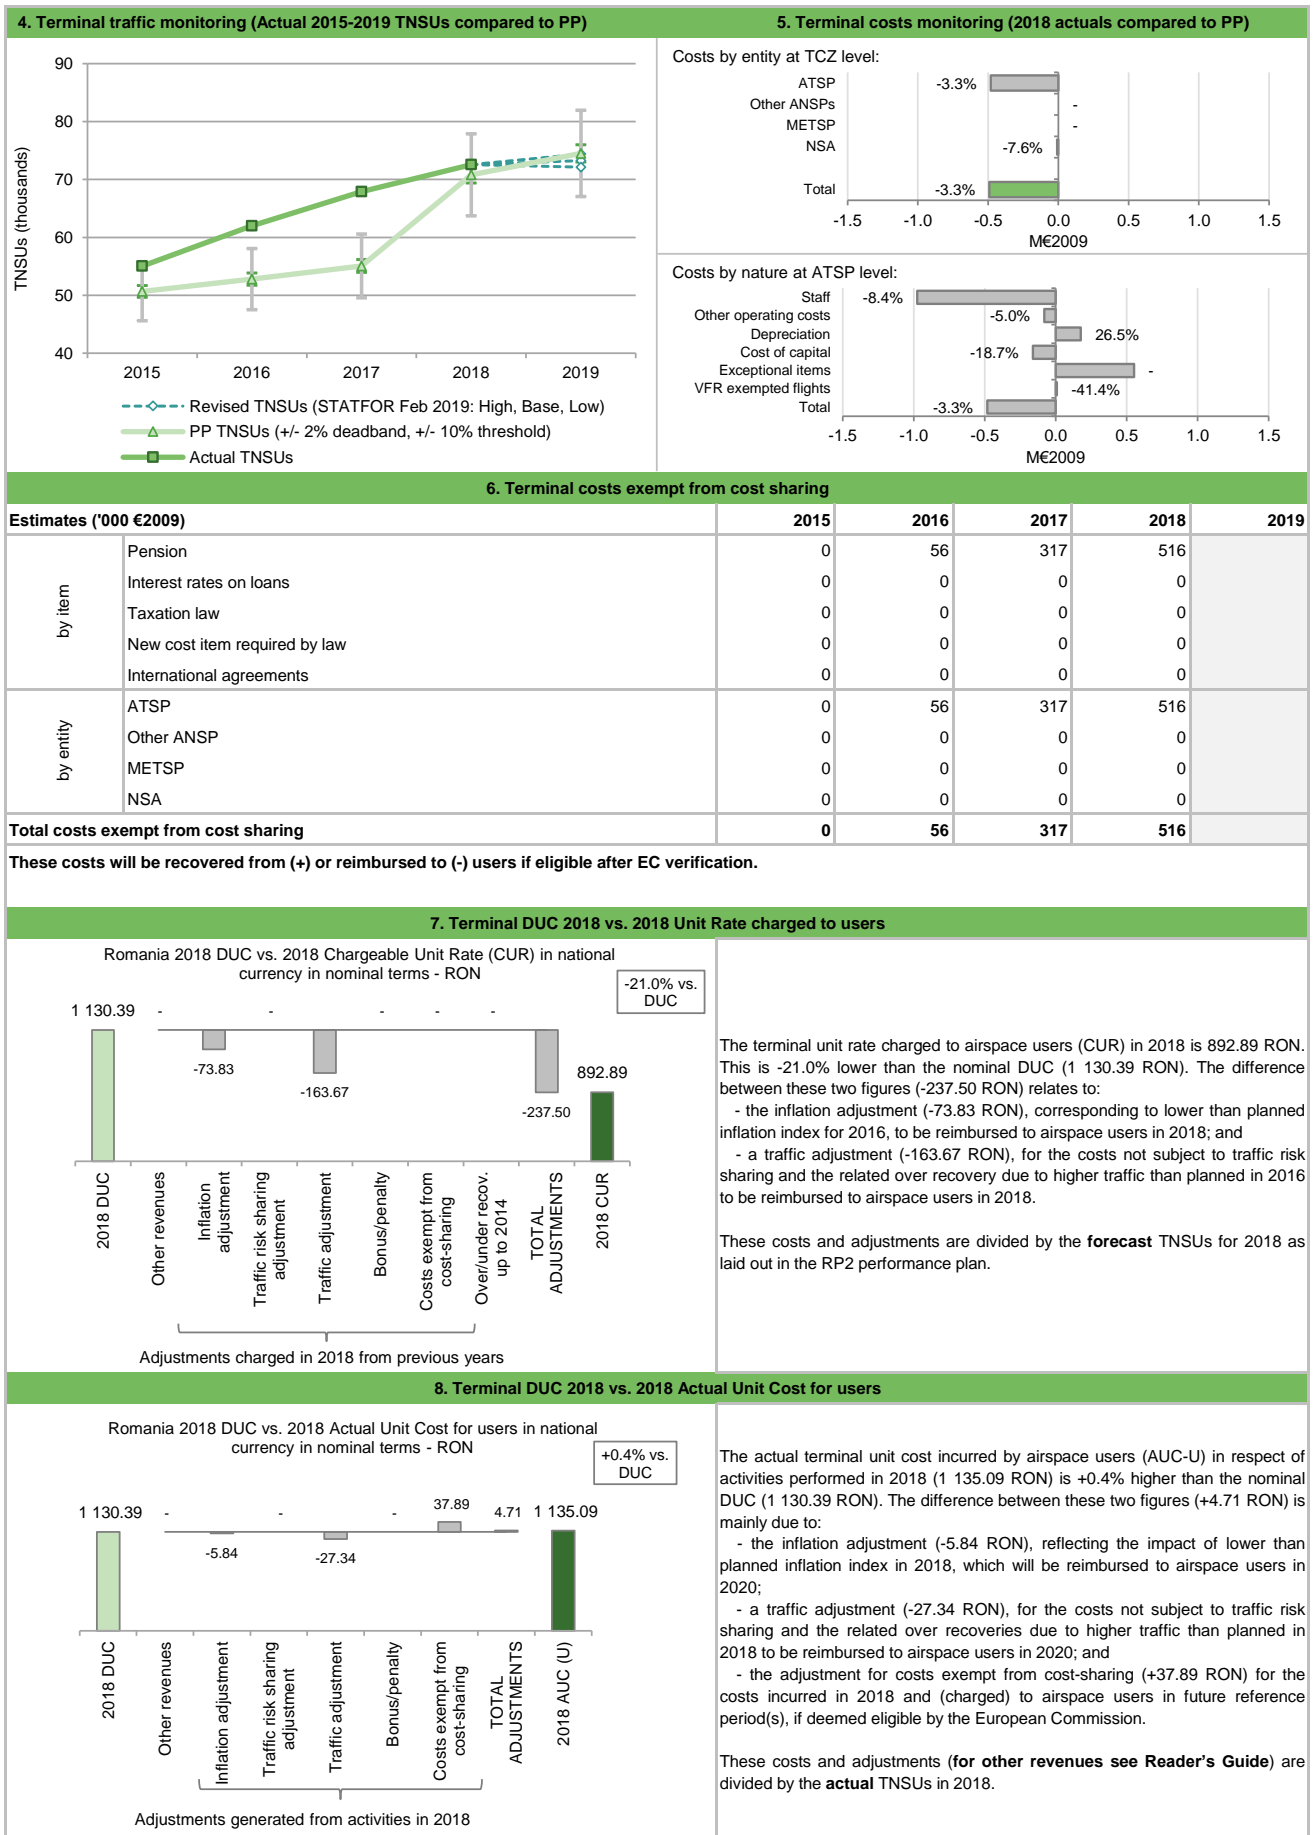 4. Terminal traffic monitoring (Actual 2015-2019 TNSUs compared to PP)
90
80
70
60
50
40
TNSUs (thousands)
2015 2016 2017 2018 2019
Revised TNSUs (STATFOR Feb 2019: High, Base, Low)
PP TNSUs (+/- 2% deadband, +/- 10% threshold)
Actual TNSUs
5. Terminal costs monitoring (2018 actuals compared to PP)
Costs by entity at TCZ level:
ATSP -3.3%
Other ANSPs -
METSP -
NSA -7.6%
Total -3.3%
-1.5 -1.0 -0.5 0.0 0.5 1.0 1.5
M€2009
Costs by nature at ATSP level:
Staff -8.4%
Other operating costs -5.0%
Depreciation 26.5%
Cost of capital -18.7%
Exceptional items -
VFR exempted flights -41.4%
Total -3.3%
-1.5 -1.0 -0.5 0.0 0.5 1.0 1.5
M€2009
6. Terminal costs exempt from cost sharing
Estimates ('000 €2009) 2015 2016 2017 2018 2019
by item
Pension 0 56 317 516
Interest rates on loans 0 0 0 0
Taxation law 0 0 0 0
New cost item required by law 0 0 0 0
International agreements 0 0 0 0
by entity
ATSP 0 56 317 516
Other ANSP 0 0 0 0
METSP 0 0 0 0
NSA 0 0 0 0
Total costs exempt from cost sharing 0 56 317 516
These costs will be recovered from (+) or reimbursed to (-) users if eligible after EC verification.
7. Terminal DUC 2018 vs. 2018 Unit Rate charged to users
Romania 2018 DUC vs. 2018 Chargeable Unit Rate (CUR) in national
currency in nominal terms - RON
-21.0% vs.
DUC
1 130.39 - - - - -
-73.83
-163.67
-237.50
892.89
2018 DUC
Other revenues
Inflation
adjustment
Traffic risk sharing
adjustment
Traffic adjustment
Bonus/penalty
Costs exempt from
cost-sharing
Over/under recov.
up to 2014
TOTAL
ADJUSTMENTS
2018 CUR
Adjustments charged in 2018 from previous years
The terminal unit rate charged to airspace users (CUR) in 2018 is 892.89 RON.
This is -21.0% lower than the nominal DUC (1 130.39 RON). The difference
between these two figures (-237.50 RON) relates to:
- the inflation adjustment (-73.83 RON), corresponding to lower than planned
inflation index for 2016, to be reimbursed to airspace users in 2018; and
- a traffic adjustment (-163.67 RON), for the costs not subject to traffic risk
sharing and the related over recovery due to higher traffic than planned in 2016
to be reimbursed to airspace users in 2018.
These costs and adjustments are divided by the forecast TNSUs for 2018 as
laid out in the RP2 performance plan.
8. Terminal DUC 2018 vs. 2018 Actual Unit Cost for users
Romania 2018 DUC vs. 2018 Actual Unit Cost for users in national
currency in nominal terms - RON
+0.4% vs.
DUC
1 130.39 - - - 37.89 4.71 1 135.09
-5.84
-27.34
2018 DUC
Other revenues
Inflation adjustment
Traffic risk sharing
adjustment
Traffic adjustment
Bonus/penalty
Costs exempt from
cost-sharing
TOTAL
ADJUSTMENTS
2018 AUC (U)
Adjustments generated from activities in 2018
The actual terminal unit cost incurred by airspace users (AUC-U) in respect of
activities performed in 2018 (1 135.09 RON) is +0.4% higher than the nominal
DUC (1 130.39 RON). The difference between these two figures (+4.71 RON) is
mainly due to:
- the inflation adjustment (-5.84 RON), reflecting the impact of lower than
planned inflation index in 2018, which will be reimbursed to airspace users in
2020;
- a traffic adjustment (-27.34 RON), for the costs not subject to traffic risk
sharing and the related over recoveries due to higher traffic than planned in
2018 to be reimbursed to airspace users in 2020; and
- the adjustment for costs exempt from cost-sharing (+37.89 RON) for the
costs incurred in 2018 and (charged) to airspace users in future reference
period(s), if deemed eligible by the European Commission.
These costs and adjustments (for other revenues see Reader's Guide) are
divided by the actual TNSUs in 2018.